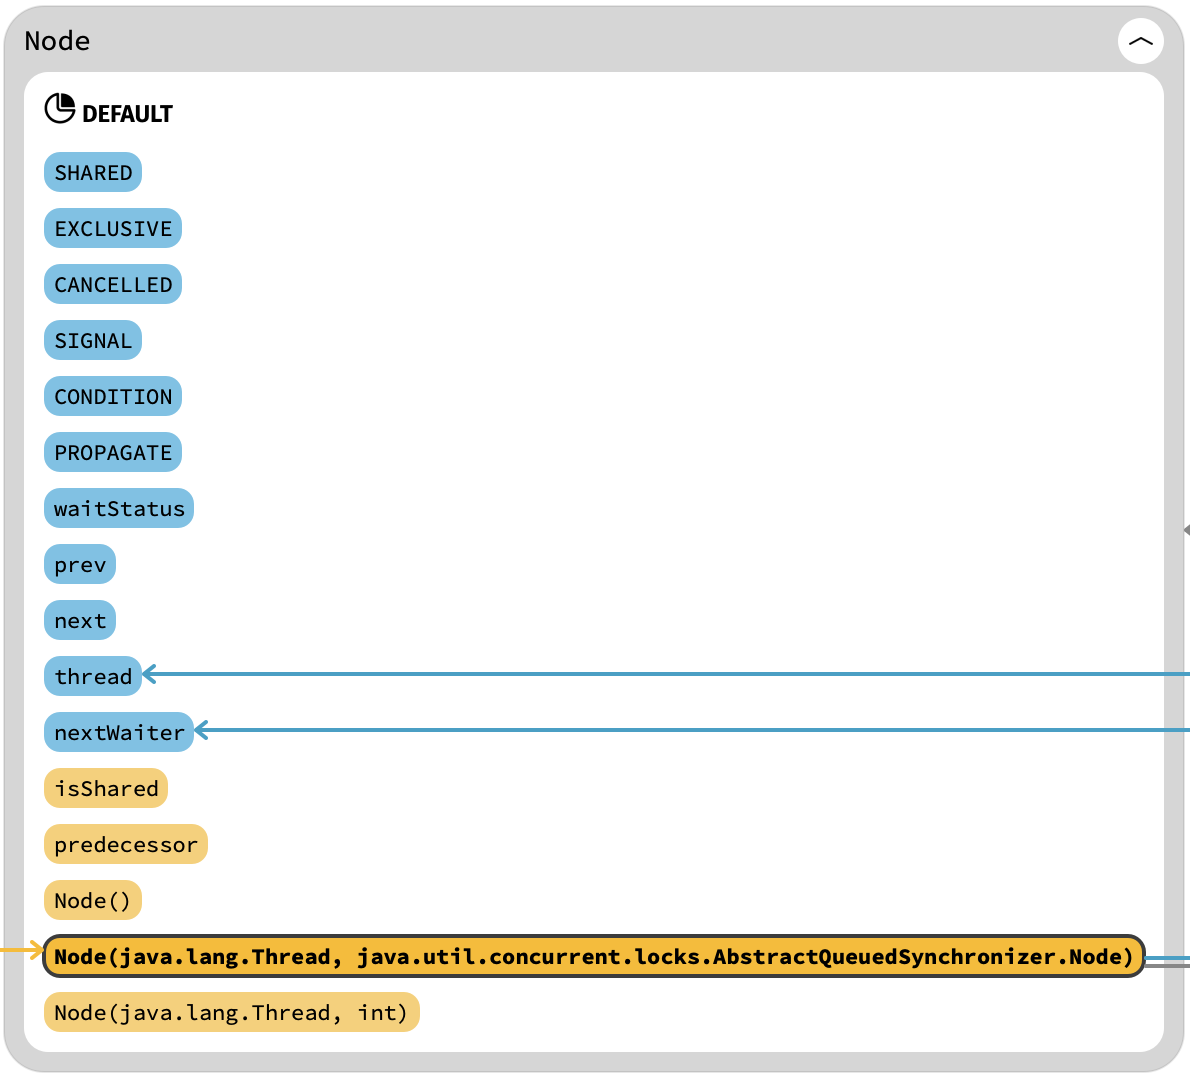 Node
DEFAULT
SHARED
EXCLUSIVE
CANCELLED
SIGNAL
CONDITION
PROPAGATE
waitStatus
prev
next
thread
nextWaiter
isShared
predecessor
Node()
Node(java.lang.Thread, java.util.concurrent.locks.AbstractQueuedSynchronizer.Node)
Node(java.lang.Thread, int)